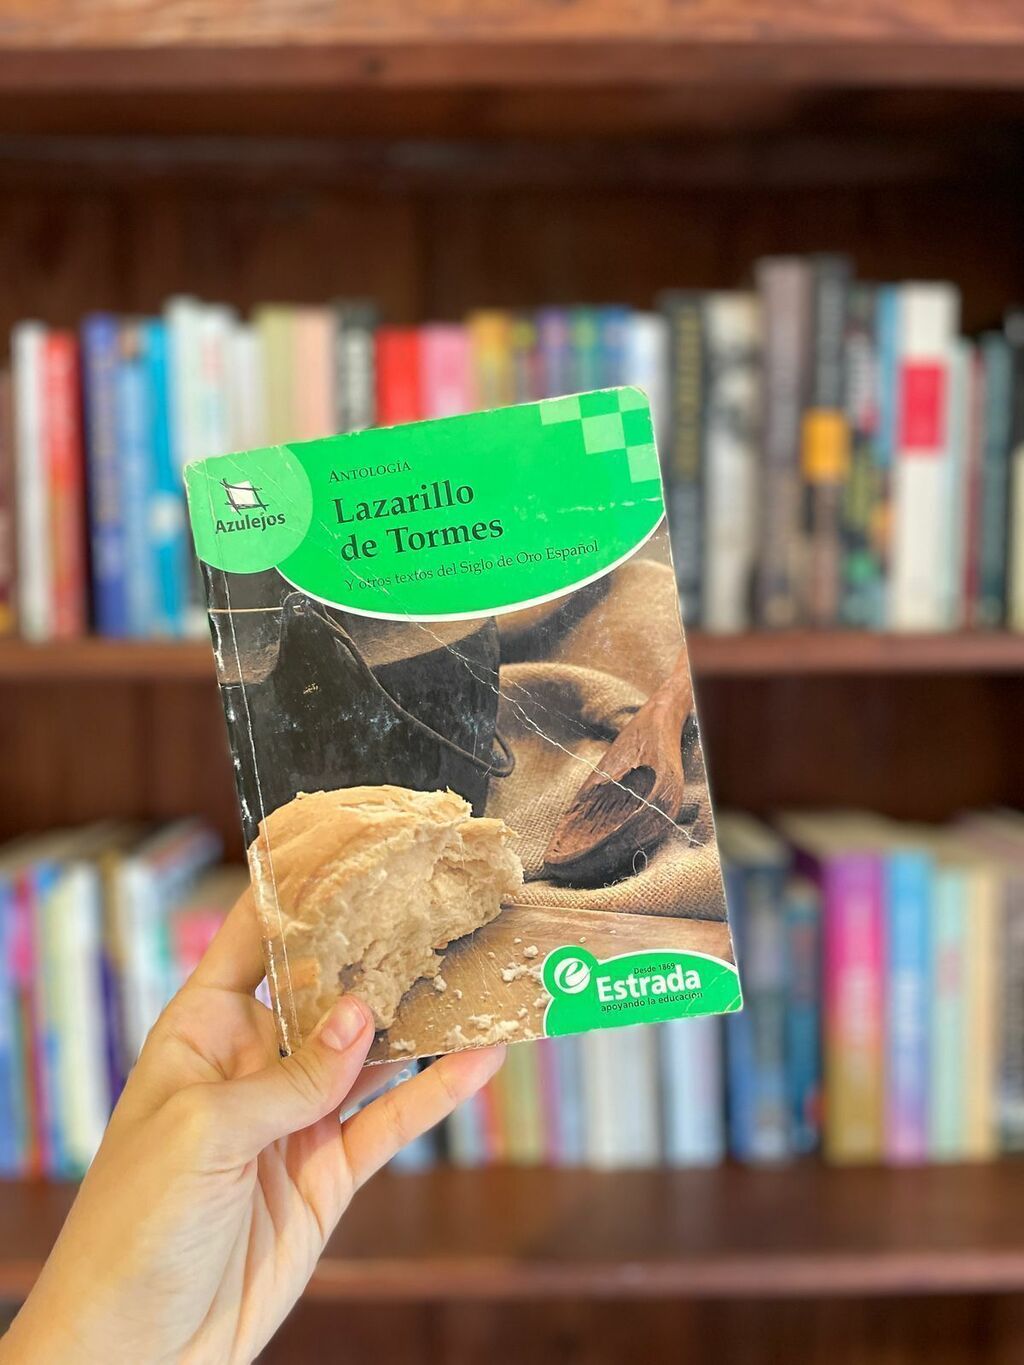 Antología
Lazarillo
de Tormes
Y otros textos del Siglo de Oro Español
Azulejos
Desde 1869
Estrada
apoyando la educación